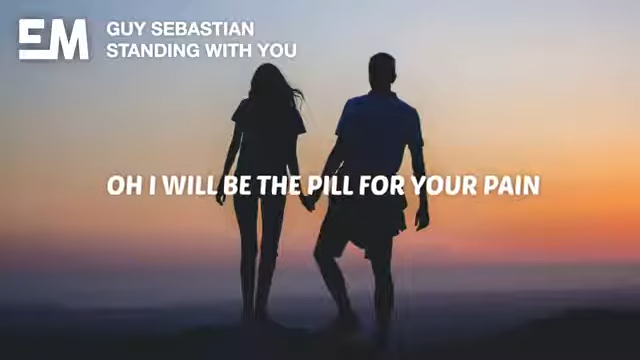 EM
GUY SEBASTIAN
STANDING WITH YOU
OH I WILL BE THE PILL FOR YOUR PAIN